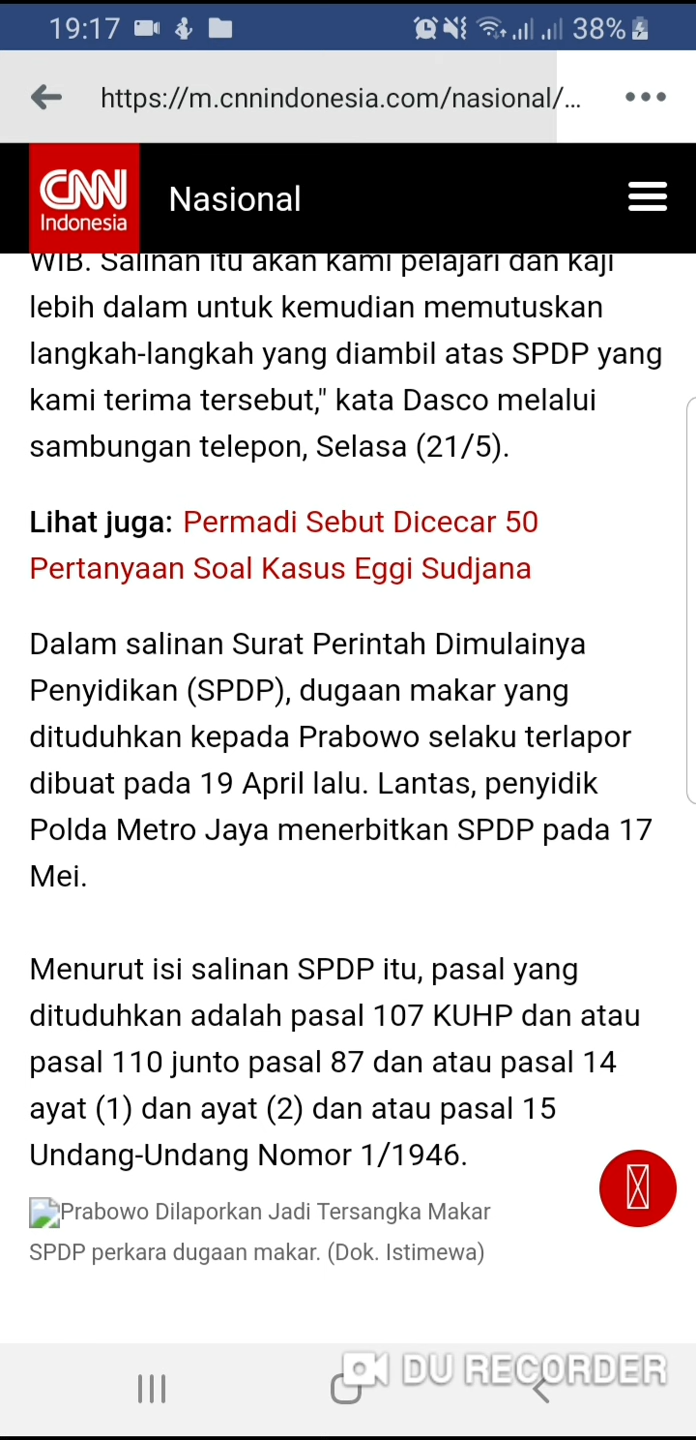 19:17
38%
https://m.cnnindonesia.com/nasional/...
CNN
Indonesia
Nasional
WIB. Salinan itu akan kami pelajari dan kaji
lebih dalam untuk kemudian memutuskan
langkah-langkah yang diambil atas SPDP yang
kami terima tersebut," kata Dasco melalui
sambungan telepon, Selasa (21/5).
Lihat juga: Permadi Sebut Dicecar 50
Pertanyaan Soal Kasus Eggi Sudjana
Dalam salinan Surat Perintah Dimulainya
Penyidikan (SPDP), dugaan makar yang
dituduhkan kepada Prabowo selaku terlapor
dibuat pada 19 April lalu. Lantas, penyidik
Polda Metro Jaya menerbitkan SPDP pada 17
Mei.
Menurut isi salinan SPDP itu, pasal yang
dituduhkan adalah pasal 107 KUHP dan atau
pasal 110 junto pasal 87 dan atau pasal 14
ayat (1) dan ayat (2) dan atau pasal 15
Undang-Undang Nomor 1/1946.
Prabowo Dilaporkan Jadi Tersangka Makar
SPDP perkara dugaan makar. (Dok. Istimewa)
DU RECORDER